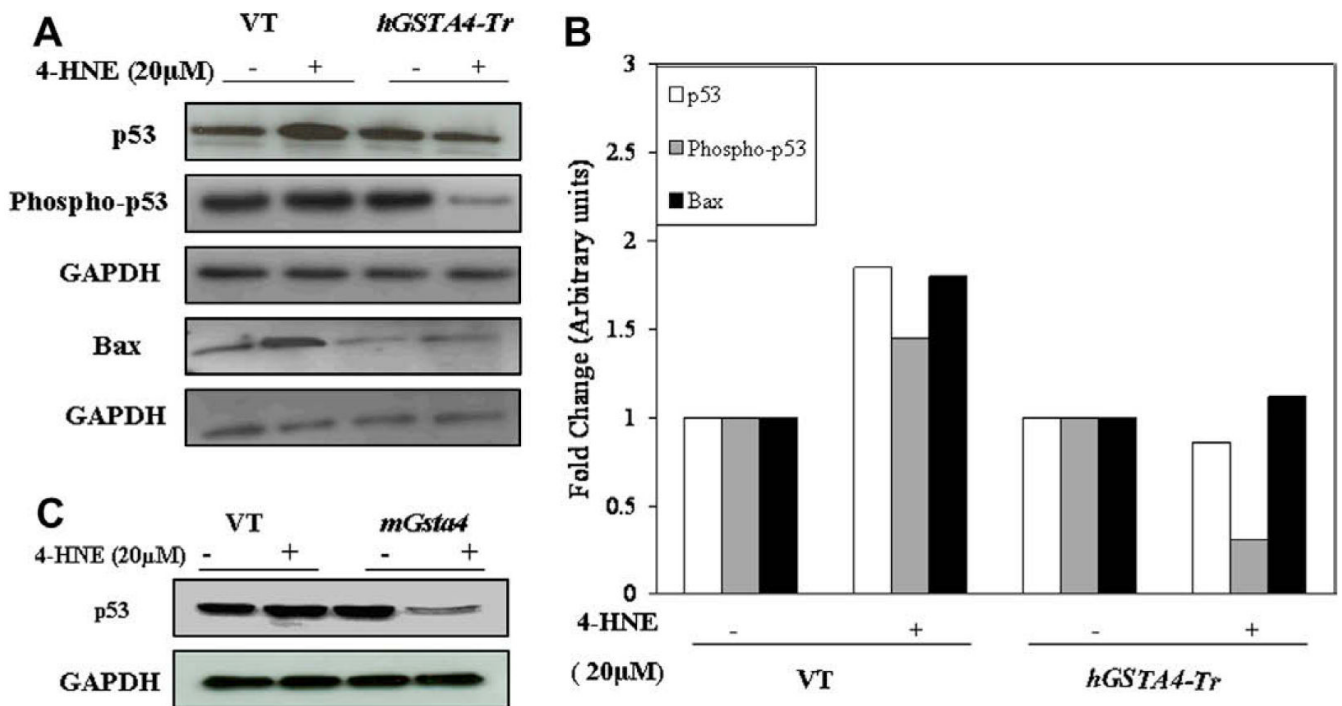 A
VT hGSTA4-Tr
4-HNE (20µM) - + - +
p53
Phospho-p53
GAPDH
Bax
GAPDH
C
VT mGsta4
4-HNE (20µM) - + - +
p53
GAPDH
B
Fold Change (Arbitrary units)
3
2.5
2
1.5
1
0.5
0
p53
Phospho-p53
Bax
4-HNE - + - +
( 20µM)
VT hGSTA4-Tr